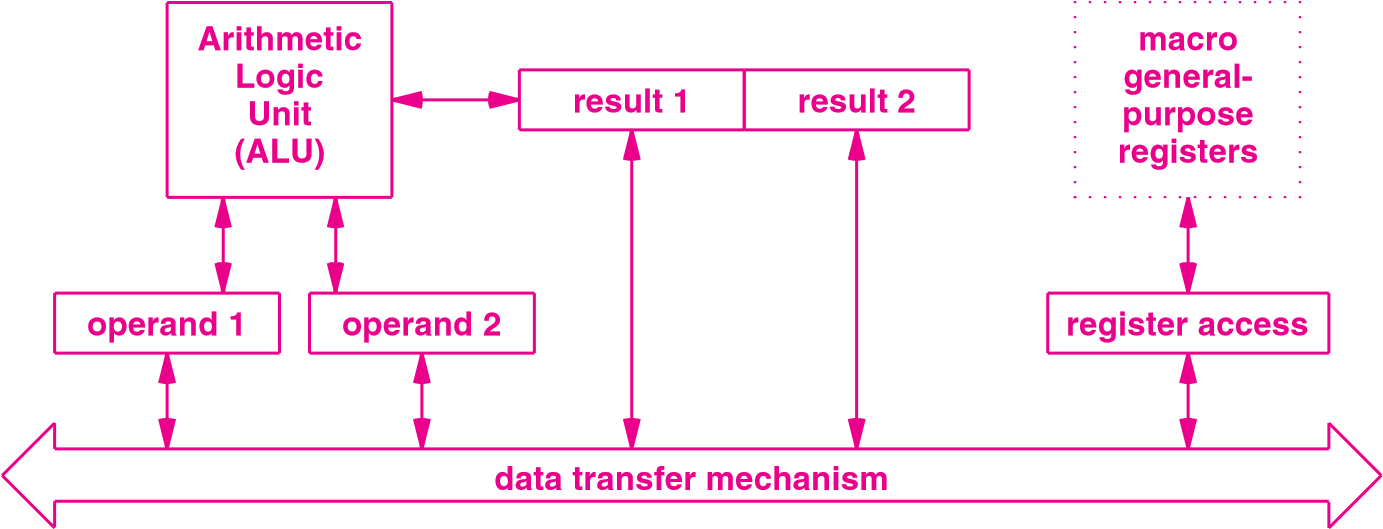 Arithmetic
Logic
Unit
(ALU)
result 1
result 2
macro
general-
purpose
registers
operand 1
operand 2
register access
data transfer mechanism